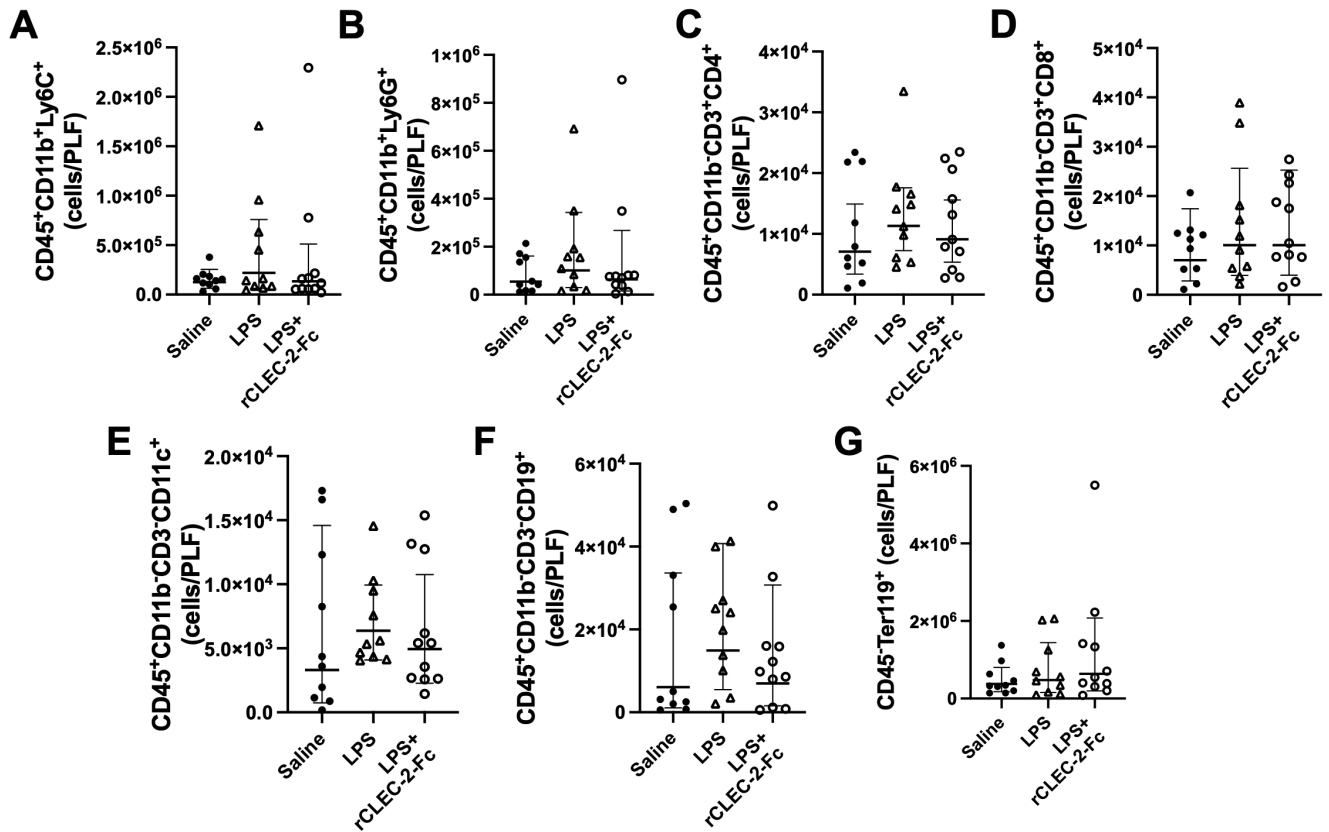 A
CD45⁺CD11b⁺Ly6C⁺
(cells/PLF)
2.5×10⁶
2.0×10⁶
1.5×10⁶
1.0×10⁶
5.0×10⁵
0.0
Saline
LPS
LPS+
rCLEC-2-Fc
B
CD45⁺CD11b⁺Ly6G⁺
(cells/PLF)
1×10⁶
8×10⁵
6×10⁵
4×10⁵
2×10⁵
0
Saline
LPS
LPS+
rCLEC-2-Fc
C
CD45⁺CD11b⁻CD3⁺CD4⁺
(cells/PLF)
4×10⁴
3×10⁴
2×10⁴
1×10⁴
0
Saline
LPS
LPS+
rCLEC-2-Fc
D
CD45⁺CD11b⁻CD3⁺CD8⁺
(cells/PLF)
5×10⁴
4×10⁴
3×10⁴
2×10⁴
1×10⁴
0
Saline
LPS
LPS+
rCLEC-2-Fc
E
CD45⁺CD11b⁻CD3⁻CD11c⁺
(cells/PLF)
2.0×10⁴
1.5×10⁴
1.0×10⁴
5.0×10³
0.0
Saline
LPS
LPS+
rCLEC-2-Fc
F
CD45⁺CD11b⁻CD3⁻CD19⁺
(cells/PLF)
6×10⁴
4×10⁴
2×10⁴
0
Saline
LPS
LPS+
rCLEC-2-Fc
G
CD45⁻Ter119⁺ (cells/PLF)
6×10⁶
4×10⁶
2×10⁶
0
Saline
LPS
LPS+
rCLEC-2-Fc